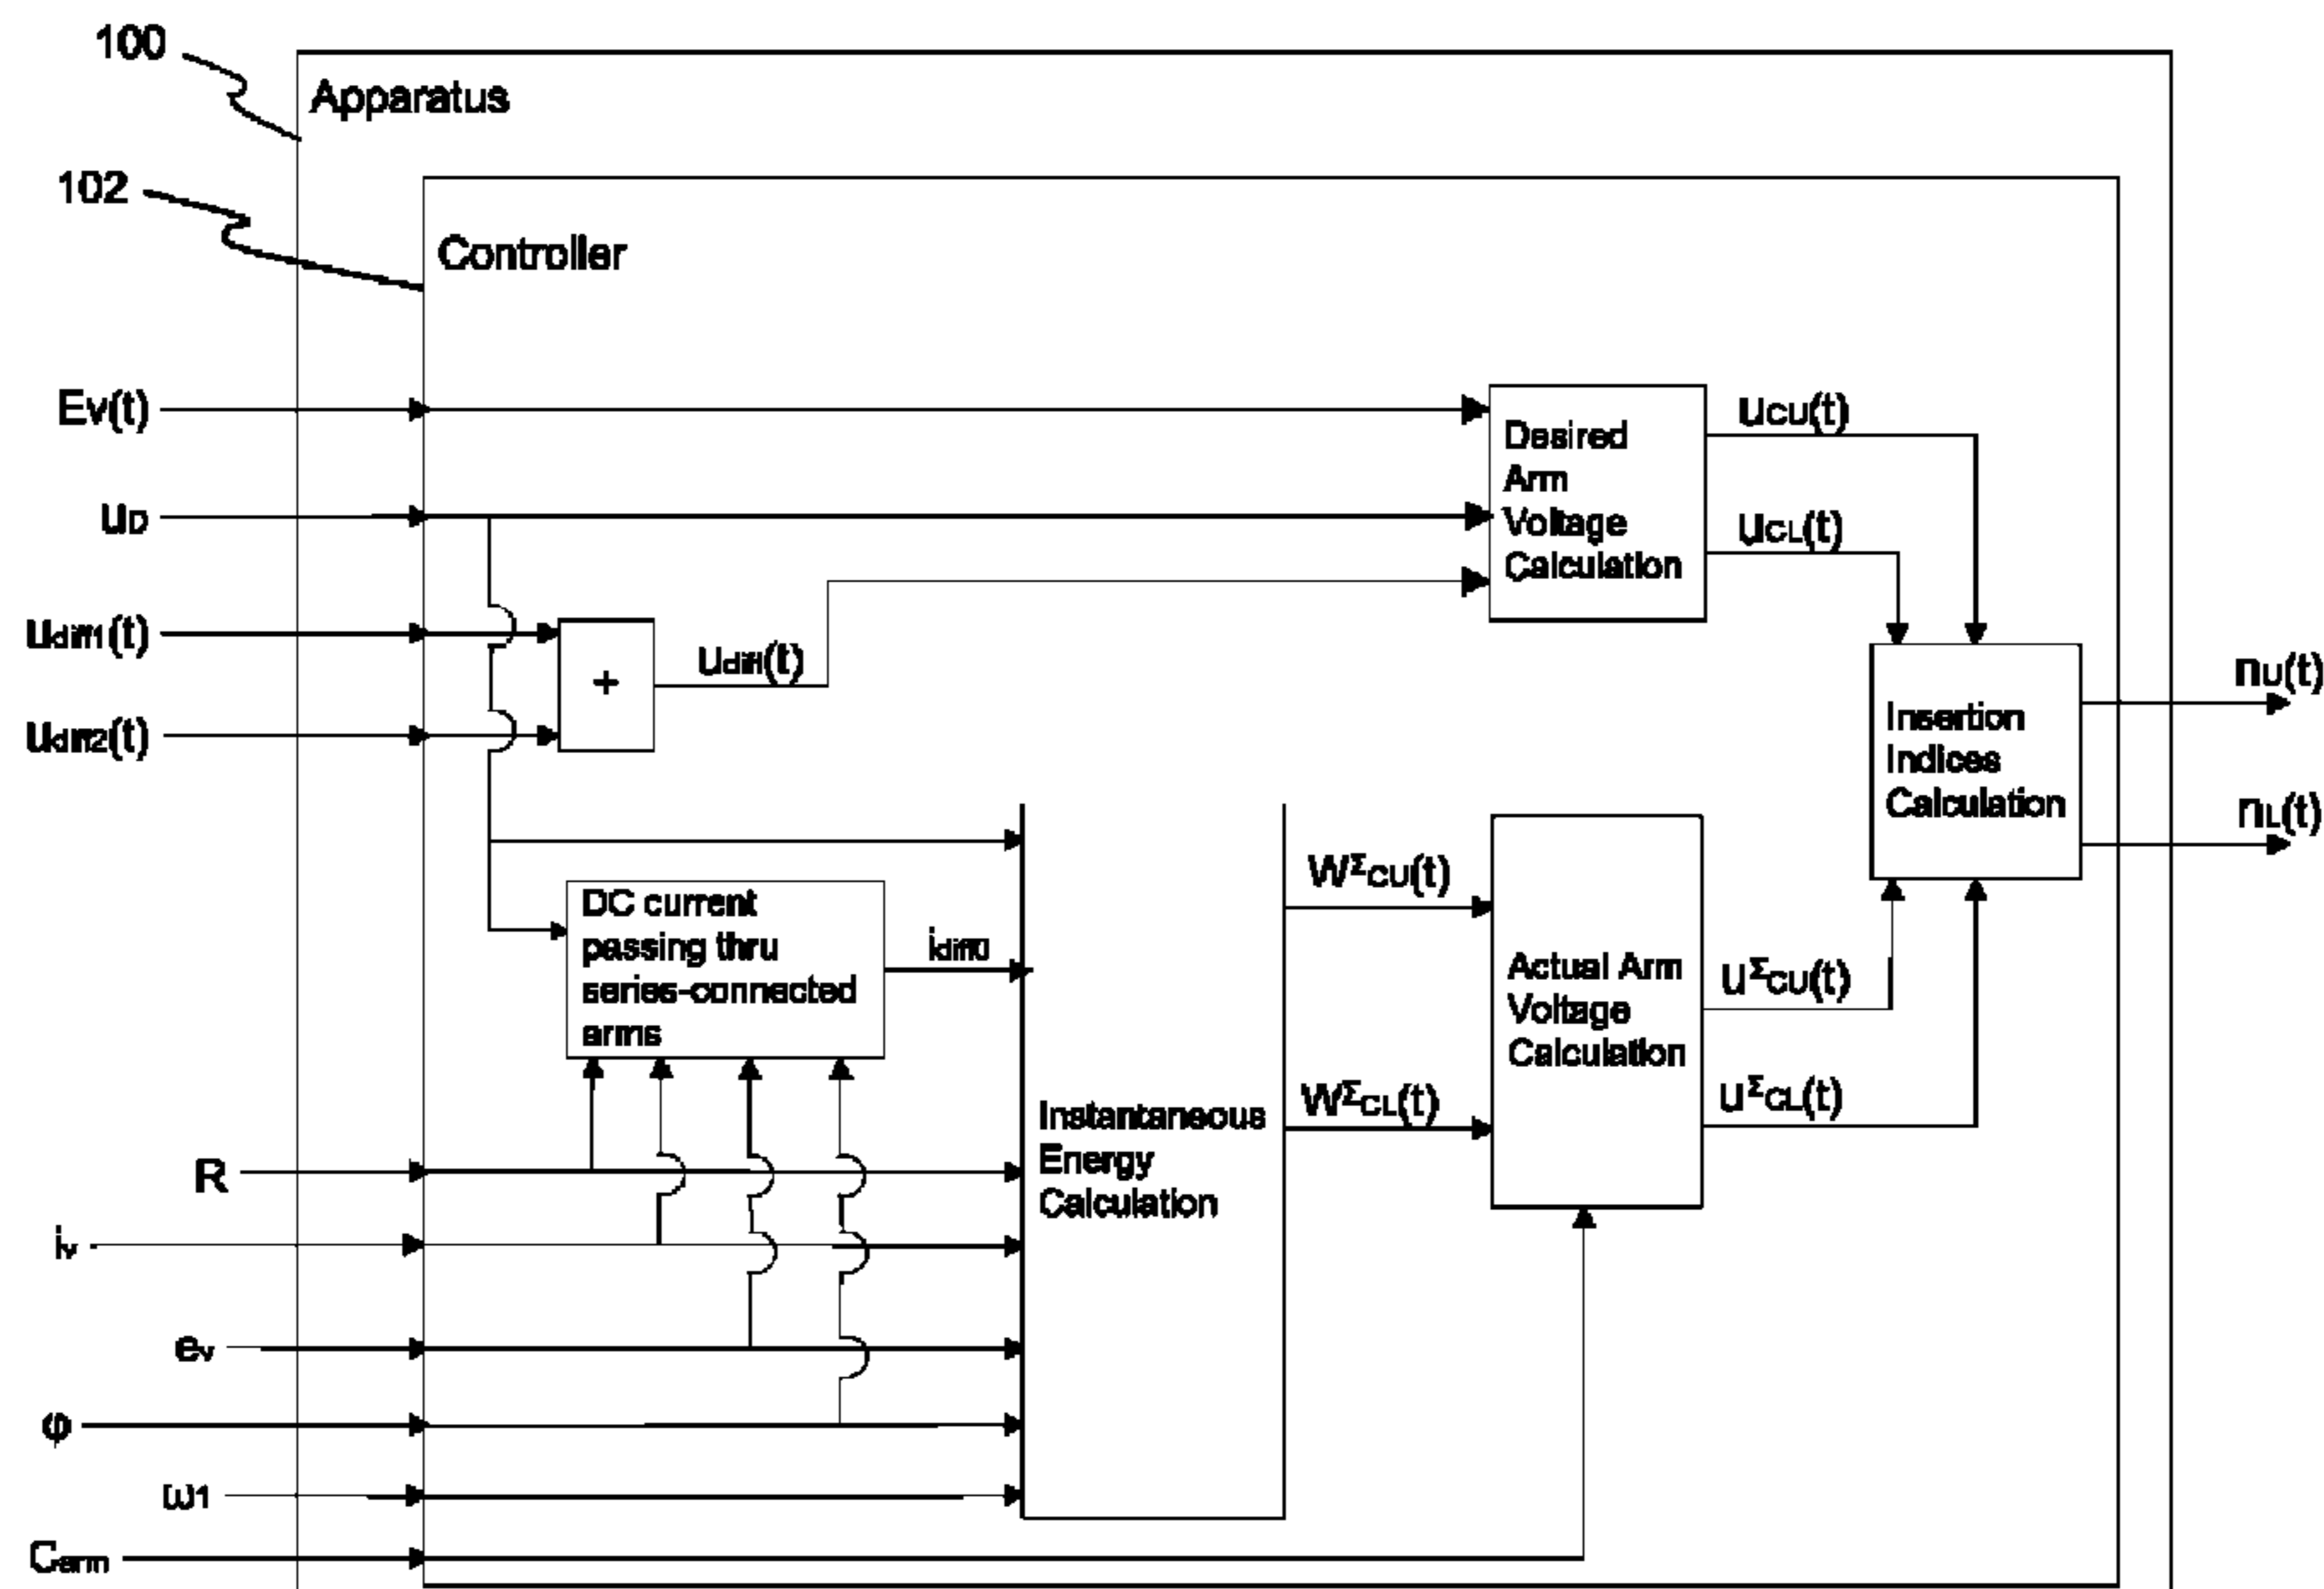 100
Apparatus
102
Controller
Ev(t)
uD
udiff1(t)
udiff2(t)
+
udiff(t)
Desired
Arm
Voltage
Calculation
uCU(t)
uCL(t)
Insertion
Indices
Calculation
nU(t)
nL(t)
DC current
passing thru
series-connected
arms
idiff0
Instantaneous
Energy
Calculation
WΣCU(t)
WΣCL(t)
Actual Arm
Voltage
Calculation
uΣCU(t)
uΣCL(t)
R
iv
ev
φ
ω1
Carm